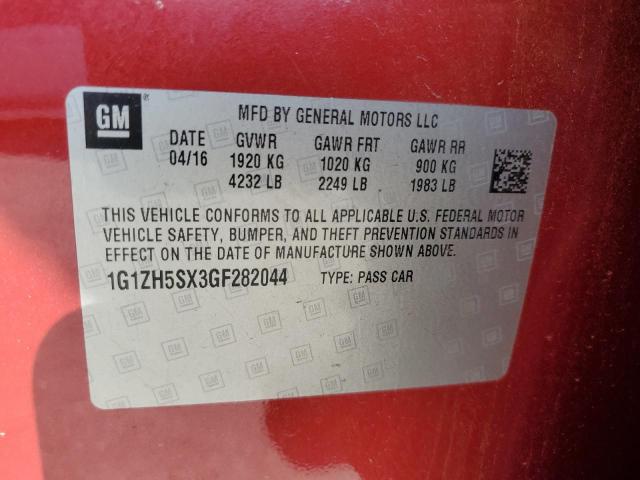 GM ®
MFD BY GENERAL MOTORS LLC
DATE GVWR GAWR FRT GAWR RR
04/16 1920 KG 1020 KG 900 KG
4232 LB 2249 LB 1983 LB
THIS VEHICLE CONFORMS TO ALL APPLICABLE U.S. FEDERAL MOTOR
VEHICLE SAFETY, BUMPER, AND THEFT PREVENTION STANDARDS IN
EFFECT ON THE DATE OF MANUFACTURE SHOWN ABOVE.
1G1ZH5SX3GF282044 TYPE: PASS CAR